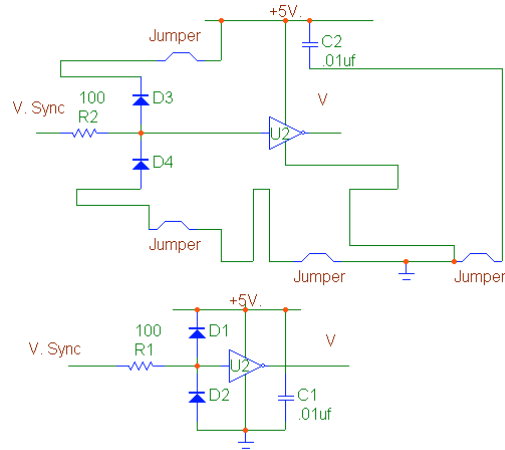 +5V.
Jumper
C2
.01uf
100
D3
V
V. Sync
R2
U2
D4
Jumper
Jumper
Jumper
+5V.
100
D1
V
V. Sync
R1
U2
D2
C1
.01uf